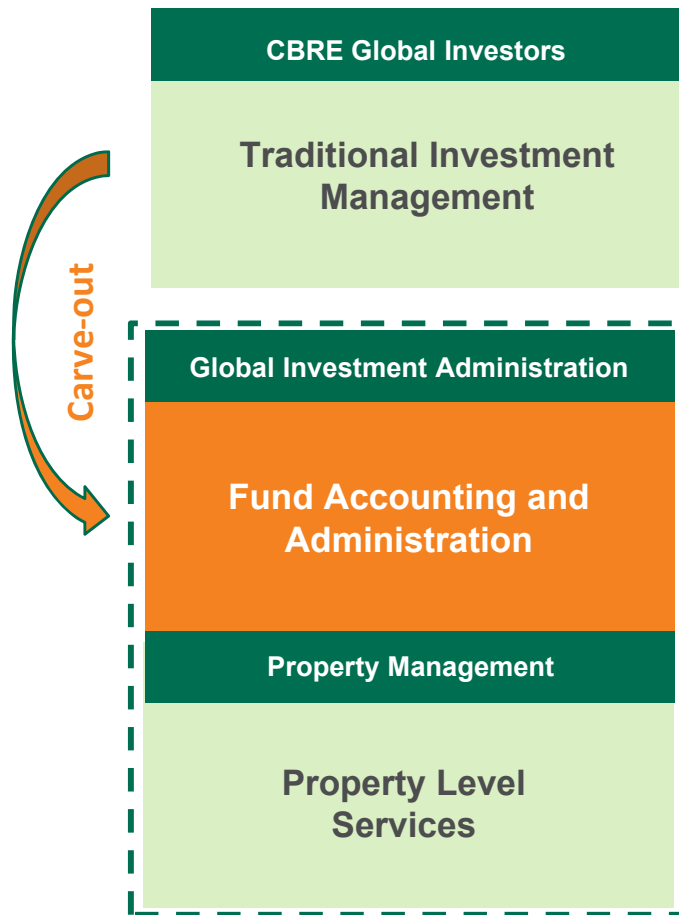 CBRE Global Investors
Traditional Investment
Management
Carve-out
Global Investment Administration
Fund Accounting and
Administration
Property Management
Property Level
Services